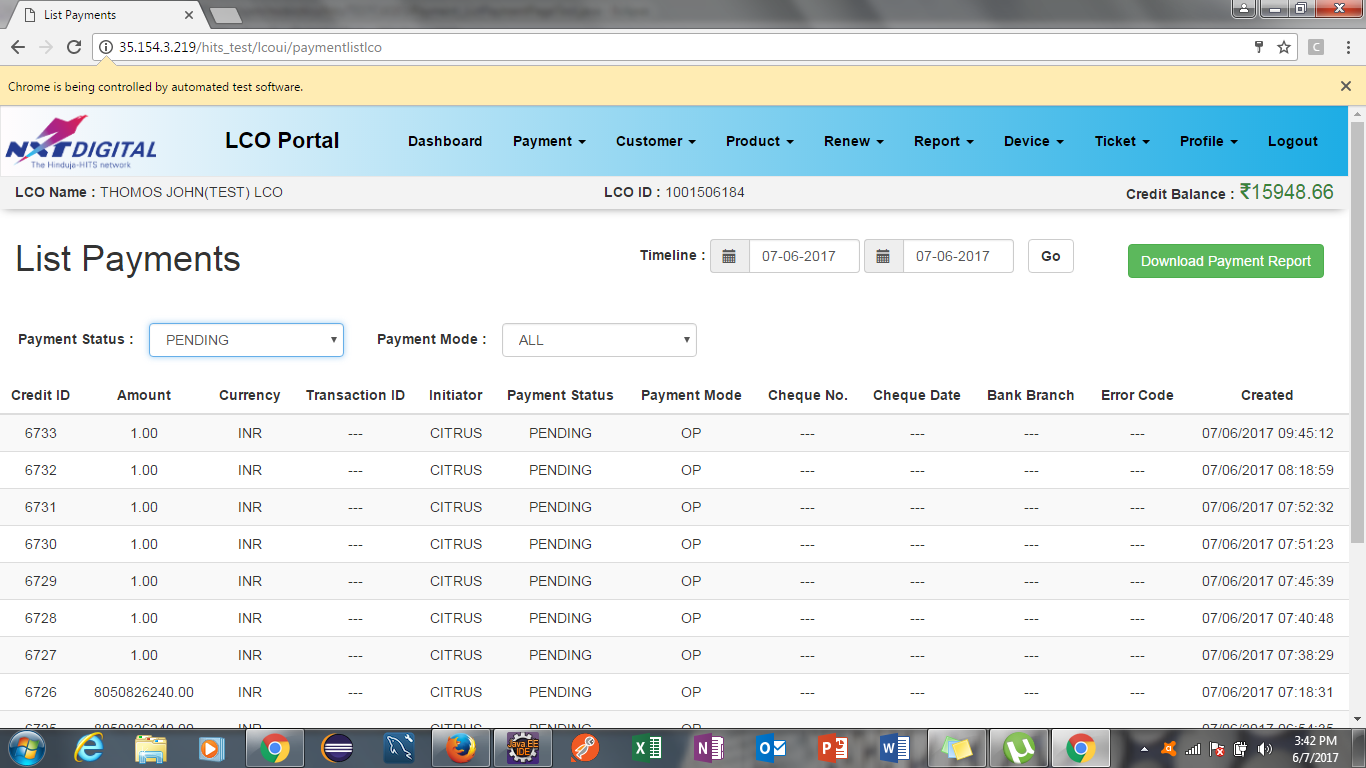 List Payments
35.154.3.219/hits_test/lcoui/paymentlistlco
Chrome is being controlled by automated test software.
NXT DIGITAL
The Hinduja-HITS network
LCO Portal Dashboard Payment Customer Product Renew Report Device Ticket Profile Logout
LCO Name : THOMOS JOHN(TEST) LCO LCO ID : 1001506184 Credit Balance : ₹15948.66
List Payments Timeline : 07-06-2017 07-06-2017 Go Download Payment Report
Payment Status : PENDING Payment Mode : ALL
Credit ID Amount Currency Transaction ID Initiator Payment Status Payment Mode Cheque No. Cheque Date Bank Branch Error Code Created
6733 1.00 INR --- CITRUS PENDING OP --- --- --- --- 07/06/2017 09:45:12
6732 1.00 INR --- CITRUS PENDING OP --- --- --- --- 07/06/2017 08:18:59
6731 1.00 INR --- CITRUS PENDING OP --- --- --- --- 07/06/2017 07:52:32
6730 1.00 INR --- CITRUS PENDING OP --- --- --- --- 07/06/2017 07:51:23
6729 1.00 INR --- CITRUS PENDING OP --- --- --- --- 07/06/2017 07:45:39
6728 1.00 INR --- CITRUS PENDING OP --- --- --- --- 07/06/2017 07:40:48
6727 1.00 INR --- CITRUS PENDING OP --- --- --- --- 07/06/2017 07:38:29
6726 8050826240.00 INR --- CITRUS PENDING OP --- --- --- --- 07/06/2017 07:18:31
Java EE
IDE
3:42 PM
6/7/2017